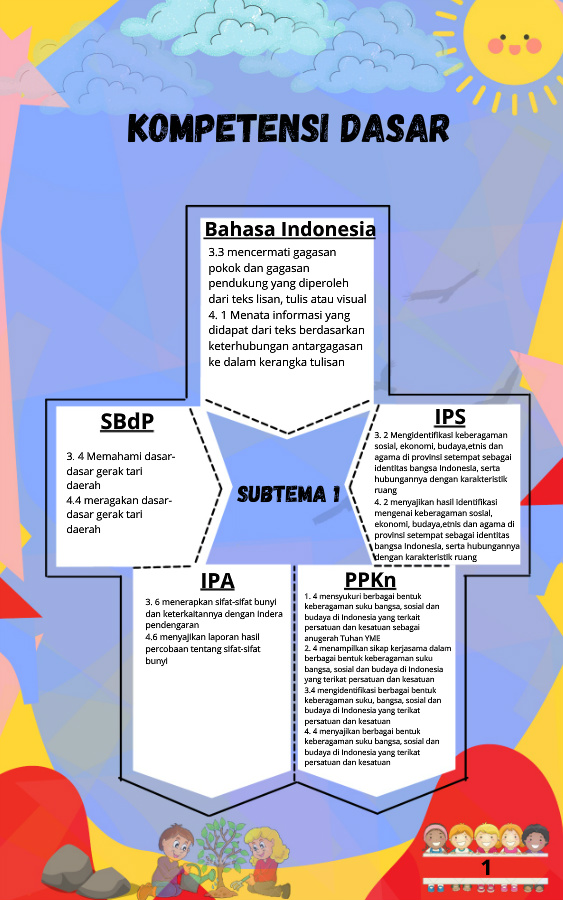 KOMPETENSI DASAR
Bahasa Indonesia
3.3 mencermati gagasan
pokok dan gagasan
pendukung yang diperoleh
dari teks lisan, tulis atau visual
4. 1 Menata informasi yang
didapat dari teks berdasarkan
keterhubungan antargagasan
ke dalam kerangka tulisan
SBdP
3. 4 Memahami dasar-
dasar gerak tari
daerah
4.4 meragakan dasar-
dasar gerak tari
daerah
SUBTEMA 1
IPS
3. 2 Mengidentifikasi keberagaman
sosial, ekonomi, budaya,etnis dan
agama di provinsi setempat sebagai
identitas bangsa Indonesia, serta
hubungannya dengan karakteristik
ruang
4. 2 menyajikan hasil identifikasi
mengenai keberagaman sosial,
ekonomi, budaya,etnis dan agama di
provinsi setempat sebagai identitas
bangsa Indonesia, serta hubungannya
dengan karakteristik ruang
IPA
3. 6 menerapkan sifat-sifat bunyi
dan keterkaitannya dengan indera
pendengaran
4.6 menyajikan laporan hasil
percobaan tentang sifat-sifat
bunyi
PPKn
1. 4 mensyukuri berbagai bentuk
keberagaman suku bangsa, sosial dan
budaya di Indonesia yang terkait
persatuan dan kesatuan sebagai
anugerah Tuhan YME
2. 4 menampilkan sikap kerjasama dalam
berbagai bentuk keberagaman suku
bangsa, sosial dan budaya di Indonesia
yang terikat persatuan dan kesatuan
3.4 mengidentifikasi berbagai bentuk
keberagaman suku, bangsa, sosial dan
budaya di Indonesia yang terikat
persatuan dan kesatuan
4. 4 menyajikan berbagai bentuk
keberagaman suku bangsa, sosial dan
budaya di Indonesia yang terikat
persatuan dan kesatuan
1